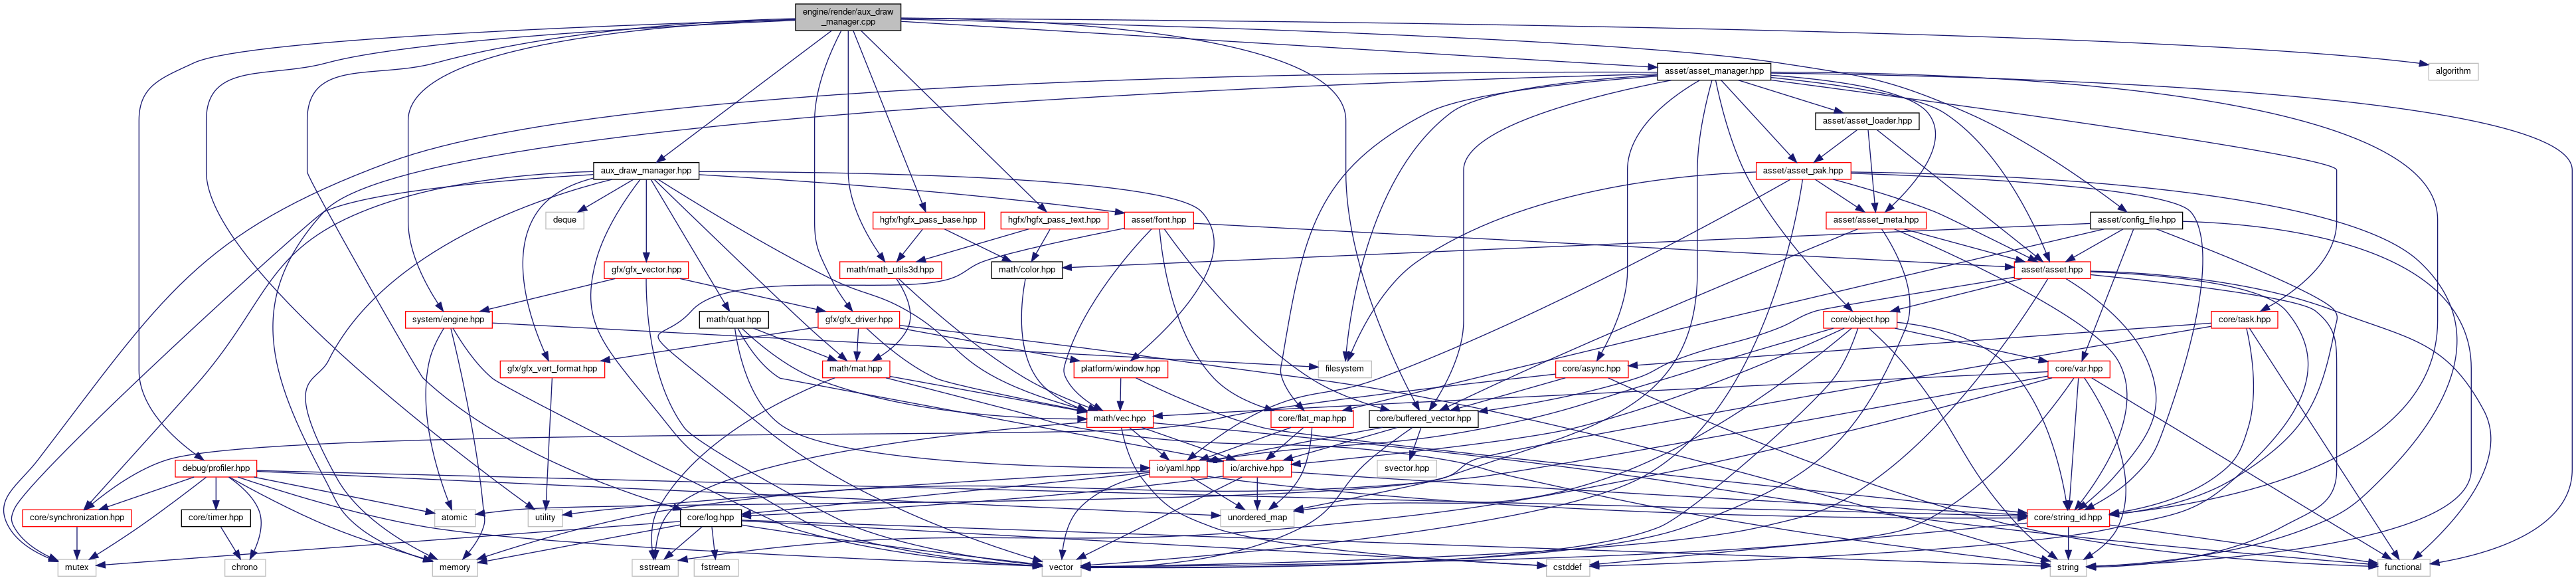 engine/render/aux_draw
_manager.cpp
asset/asset_manager.hpp
algorithm
asset/asset_loader.hpp
aux_draw_manager.hpp
asset/asset_pak.hpp
deque
hgfx/hgfx_pass_base.hpp
hgfx/hgfx_pass_text.hpp
asset/font.hpp
asset/asset_meta.hpp
asset/config_file.hpp
gfx/gfx_vector.hpp
math/math_utils3d.hpp
math/color.hpp
asset/asset.hpp
system/engine.hpp
math/quat.hpp
gfx/gfx_driver.hpp
core/object.hpp
core/task.hpp
gfx/gfx_vert_format.hpp
math/mat.hpp
platform/window.hpp
filesystem
core/async.hpp
core/var.hpp
math/vec.hpp
core/flat_map.hpp
core/buffered_vector.hpp
debug/profiler.hpp
io/yaml.hpp
io/archive.hpp
svector.hpp
core/synchronization.hpp
core/timer.hpp
atomic
utility
core/log.hpp
unordered_map
core/string_id.hpp
mutex
chrono
memory
sstream
fstream
vector
cstddef
string
functional